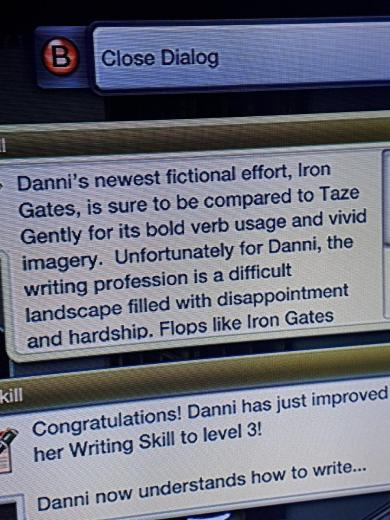 B Close Dialog
Danni's newest fictional effort, Iron
Gates, is sure to be compared to Taze
Gently for its bold verb usage and vivid
imagery. Unfortunately for Danni, the
writing profession is a difficult
landscape filled with disappointment
and hardship. Flops like Iron Gates
kill
Congratulations! Danni has just improved
her Writing Skill to level 3!
Danni now understands how to write...